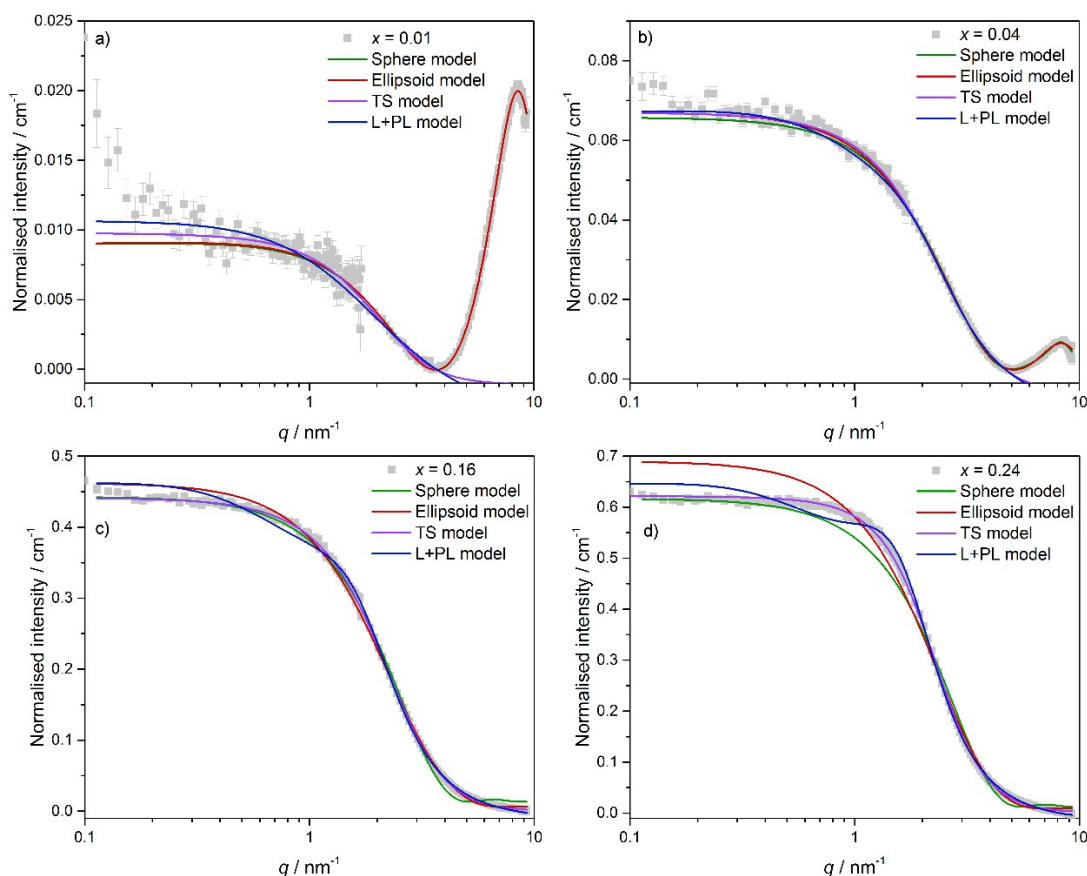 a)
x = 0.01
Sphere model
Ellipsoid model
TS model
L+PL model
0.025
0.020
0.015
0.010
0.005
0.000
Normalised intensity / cm-1
0.1
1
10
q / nm-1
b)
x = 0.04
Sphere model
Ellipsoid model
TS model
L+PL model
0.08
0.06
0.04
0.02
0.00
Normalised intensity / cm-1
0.1
1
10
q / nm-1
c)
x = 0.16
Sphere model
Ellipsoid model
TS model
L+PL model
0.5
0.4
0.3
0.2
0.1
0.0
Normalised intensity / cm-1
0.1
1
10
q / nm-1
d)
x = 0.24
Sphere model
Ellipsoid model
TS model
L+PL model
0.7
0.6
0.5
0.4
0.3
0.2
0.1
0.0
Normalised intensity / cm-1
0.1
1
10
q / nm-1